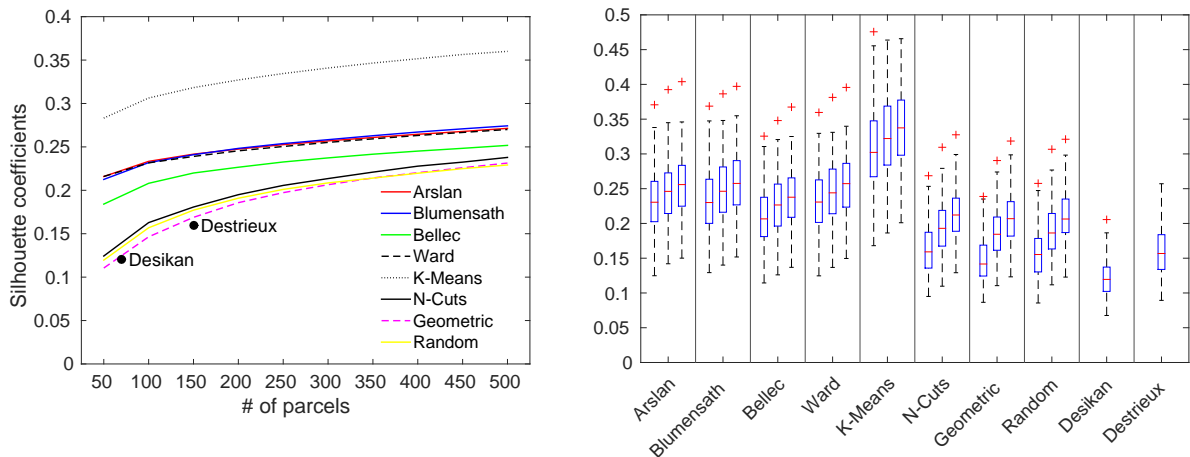 Silhouette coefficients
0.4
0.35
0.3
0.25
0.2
0.15
0.1
0.05
0
50 100 150 200 250 300 350 400 450 500
# of parcels
Destrieux
Desikan
Arslan
Blumensath
Bellec
Ward
K-Means
N-Cuts
Geometric
Random
0.5
0.45
0.4
0.35
0.3
0.25
0.2
0.15
0.1
0.05
0
Arslan
Blumensath
Bellec
Ward
K-Means
N-Cuts
Geometric
Random
Desikan
Destrieux